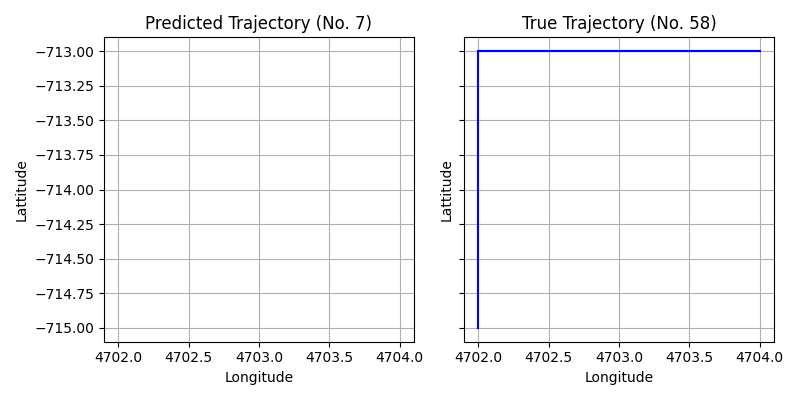 Predicted Trajectory (No. 7)
True Trajectory (No. 58)
−713.00
−713.25
−713.50
−713.75
−714.00
−714.25
−714.50
−714.75
−715.00
Lattitude
Lattitude
4702.0 4702.5 4703.0 4703.5 4704.0
4702.0 4702.5 4703.0 4703.5 4704.0
Longitude
Longitude